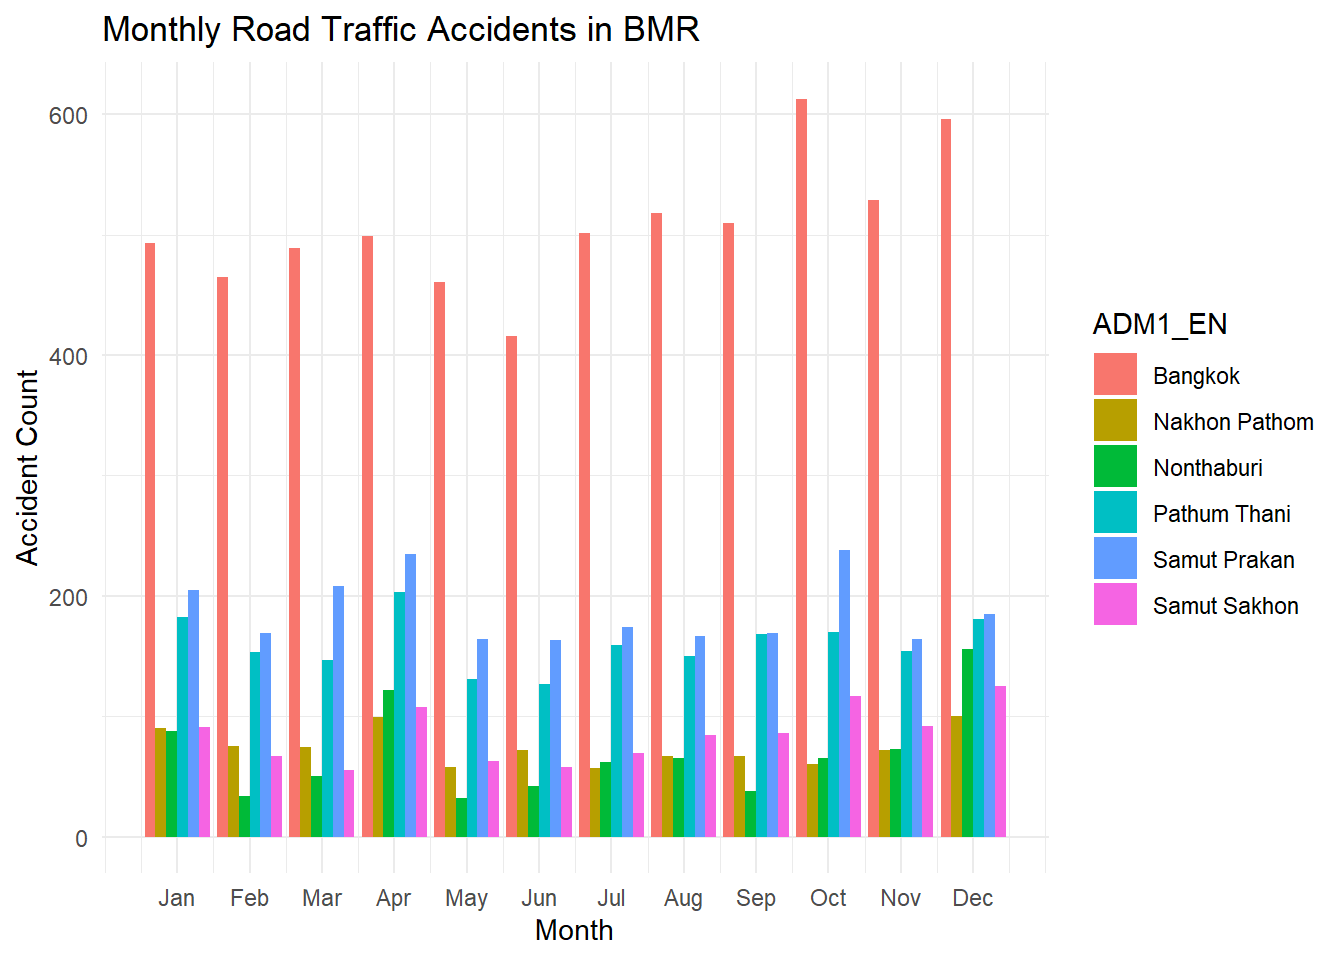 Monthly Road Traffic Accidents in BMR
600
400
200
0
Accident Count
Jan Feb Mar Apr May Jun Jul Aug Sep Oct Nov Dec
Month
ADM1_EN
Bangkok
Nakhon Pathom
Nonthaburi
Pathum Thani
Samut Prakan
Samut Sakhon